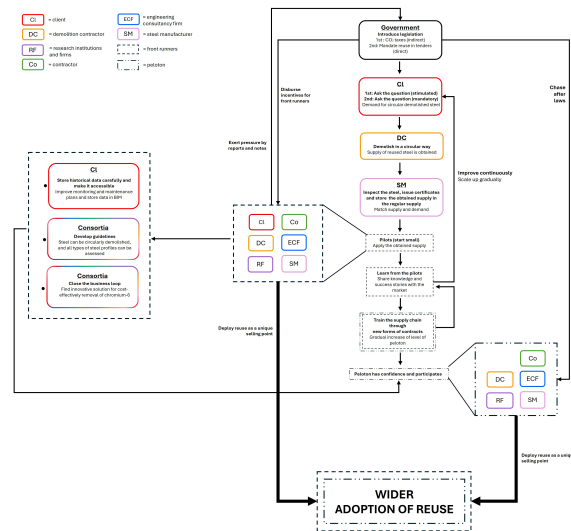 Cl = client
DC = demolition contractor
RF = research institutions
and firms
Co = contractor
ECF = engineering
consultancy firm
SM = steel manufacturer
= front runners
= peloton
Government
Introduce legislation
1st: CO₂ taxes (indirect)
2nd: Mandate reuse in tenders
(direct)
Disburse
incentives for
front runners
Chase
after
laws
Exert pressure by
reports and notes
Cl
1st: Ask the question (stimulated)
2nd: Ask the question (mandatory)
Demand for circular demolished steel
DC
Demolish in a circular way
Supply of reused steel is obtained
SM
Inspect the steel, issue certificates
and store the obtained supply in
the regular supply
Match supply and demand
Improve continuously
Scale up gradually
Cl
Store historical data carefully and
make it accessible
Improve monitoring and maintenance
plans and store data in BIM
Consortia
Develop guidelines
Steel can be circularly demolished, and
all types of steel profiles can be
assessed
Consortia
Close the business loop
Find innovative solution for cost-
effectively removal of chromium-6
Cl
Co
DC
ECF
RF
SM
Pilots (start small)
Apply the obtained supply
Learn from the pilots
Share knowledge and
success stories with the
market
Train the supply chain
through
new forms of contracts
Gradual increase of level of
peloton
Peloton has confidence and participates
Deploy reuse as a unique
selling point
Co
DC
ECF
RF
SM
Deploy reuse as a uniq
selling point
WIDER
ADOPTION OF REUSE